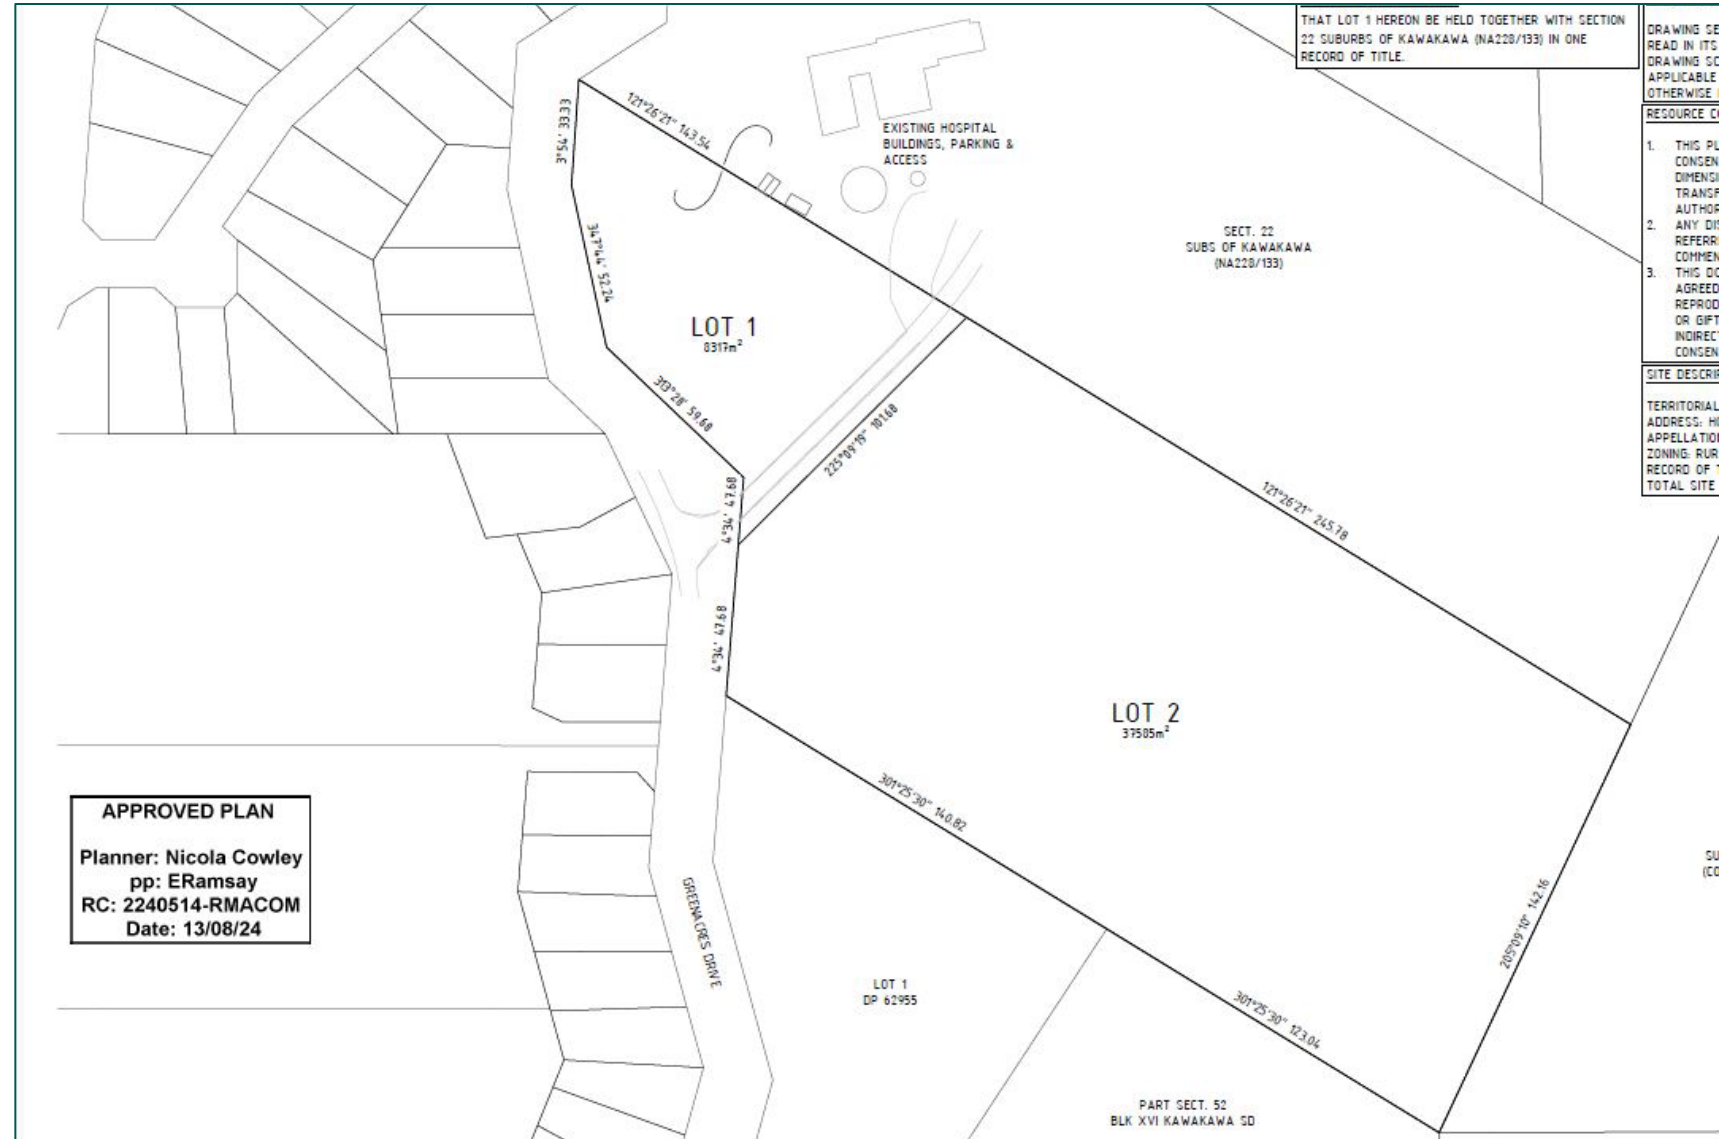 THAT LOT 1 HEREON BE HELD TOGETHER WITH SECTION
22 SUBURBS OF KAWAKAWA (NA228/133) IN ONE
RECORD OF TITLE.
DRAWING SE
READ IN ITS
DRAWING SC
APPLICABLE
OTHERWISE
RESOURCE CO
1. THIS PL
CONSEN
DIMENSI
TRANSF
AUTHOR
2. ANY DIS
REFERR
COMMEN
3. THIS DO
AGREED
REPROD
OR GIFT
INDIRECT
CONSEN
SITE DESCRI
TERRITORIAL
ADDRESS: HO
APPELLATION
ZONING: RUR
RECORD OF T
TOTAL SITE
121°26'21" 143.54
3°54' 33.33
EXISTING HOSPITAL
BUILDINGS, PARKING &
ACCESS
347°44' 52.24
SECT. 22
SUBS OF KAWAKAWA
(NA228/133)
LOT 1
8317m²
313°28' 59.68
225°09'19" 101.68
4°34' 47.68
121°26'21" 245.78
4°34' 47.68
LOT 2
37585m²
301°25'30" 140.82
APPROVED PLAN
Planner: Nicola Cowley
pp: ERamsay
RC: 2240514-RMACOM
Date: 13/08/24
GREENACRES DRIVE
SU
(CO
205°09'10" 142.16
LOT 1
DP 62955
301°25'30" 123.04
PART SECT. 52
BLK XVI KAWAKAWA SD